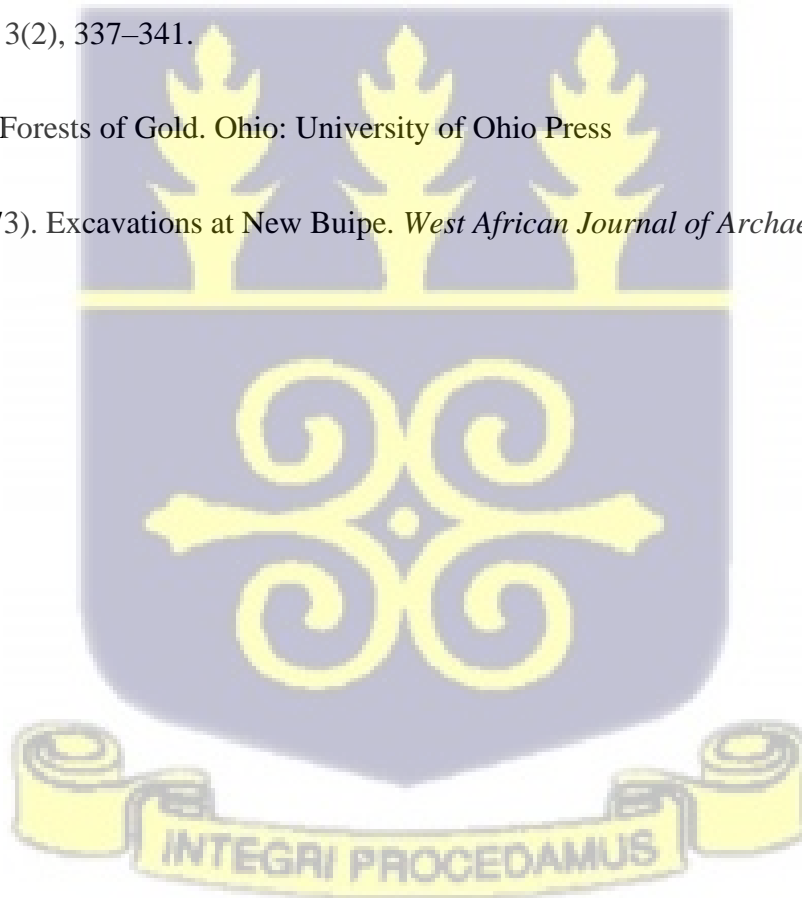 3(2), 337–341.
Forests of Gold. Ohio: University of Ohio Press
73). Excavations at New Buipe. West African Journal of Archae
INTEGRI PROCEDAMUS